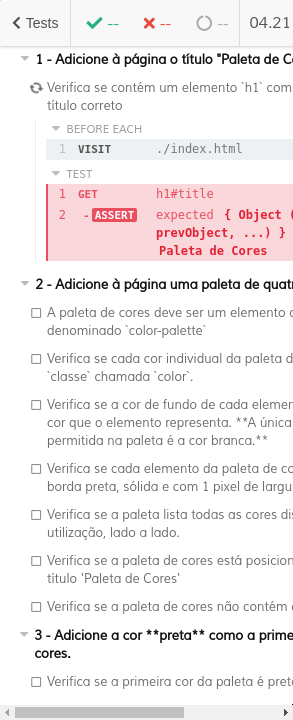 Tests -- -- -- 04.21
1 - Adicione à página o título "Paleta de C
Verifica se contém um elemento `h1` com
título correto
BEFORE EACH
1 VISIT ./index.html
TEST
1 GET h1#title
2 -ASSERT expected { Object (
prevObject, ...) }
Paleta de Cores
2 - Adicione à página uma paleta de quat
A paleta de cores deve ser um elemento
denominado `color-palette`
Verifica se cada cor individual da paleta d
`classe` chamada `color`.
Verifica se a cor de fundo de cada elemen
cor que o elemento representa. **A única
permitida na paleta é a cor branca.**
Verifica se cada elemento da paleta de co
borda preta, sólida e com 1 pixel de largu
Verifica se a paleta lista todas as cores dis
utilização, lado a lado.
Verifica se a paleta de cores está posicion
título 'Paleta de Cores'
Verifica se a paleta de cores não contém
3 - Adicione a cor **preta** como a prime
cores.
Verifica se a primeira cor da paleta é pret